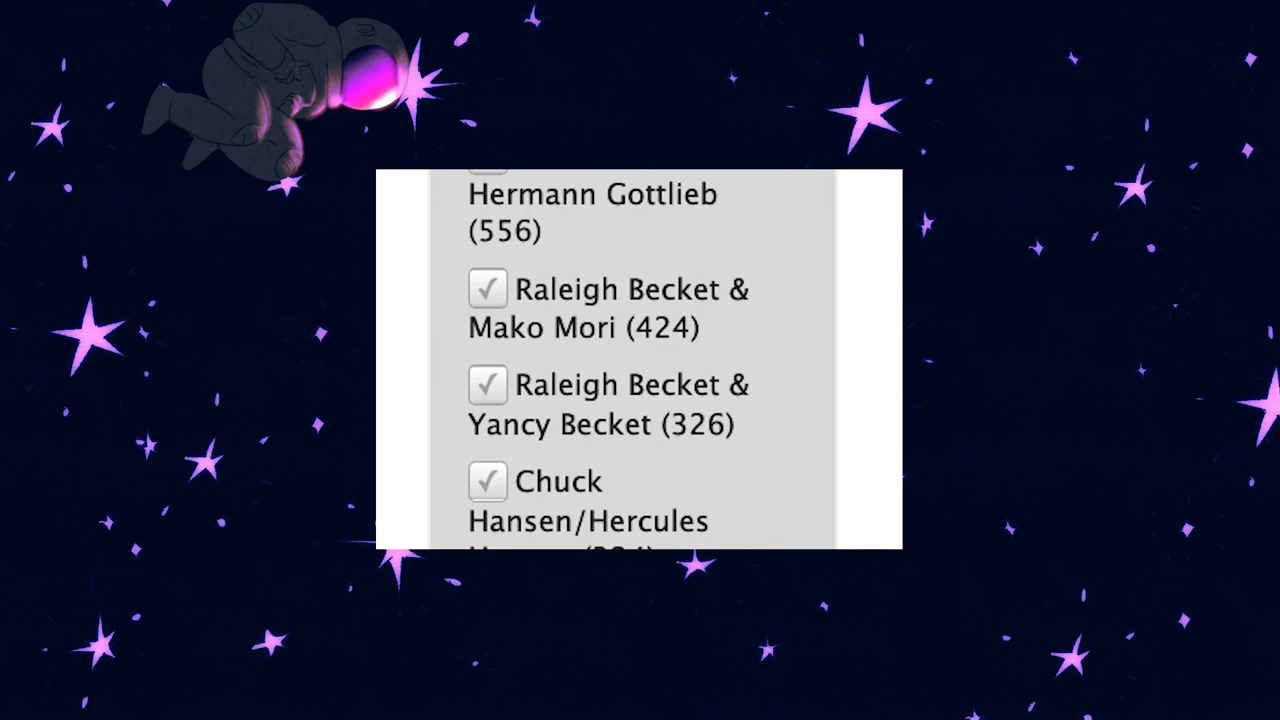 Hermann Gottlieb
(556)
Raleigh Becket &
Mako Mori (424)
Raleigh Becket &
Yancy Becket (326)
Chuck
Hansen/Hercules